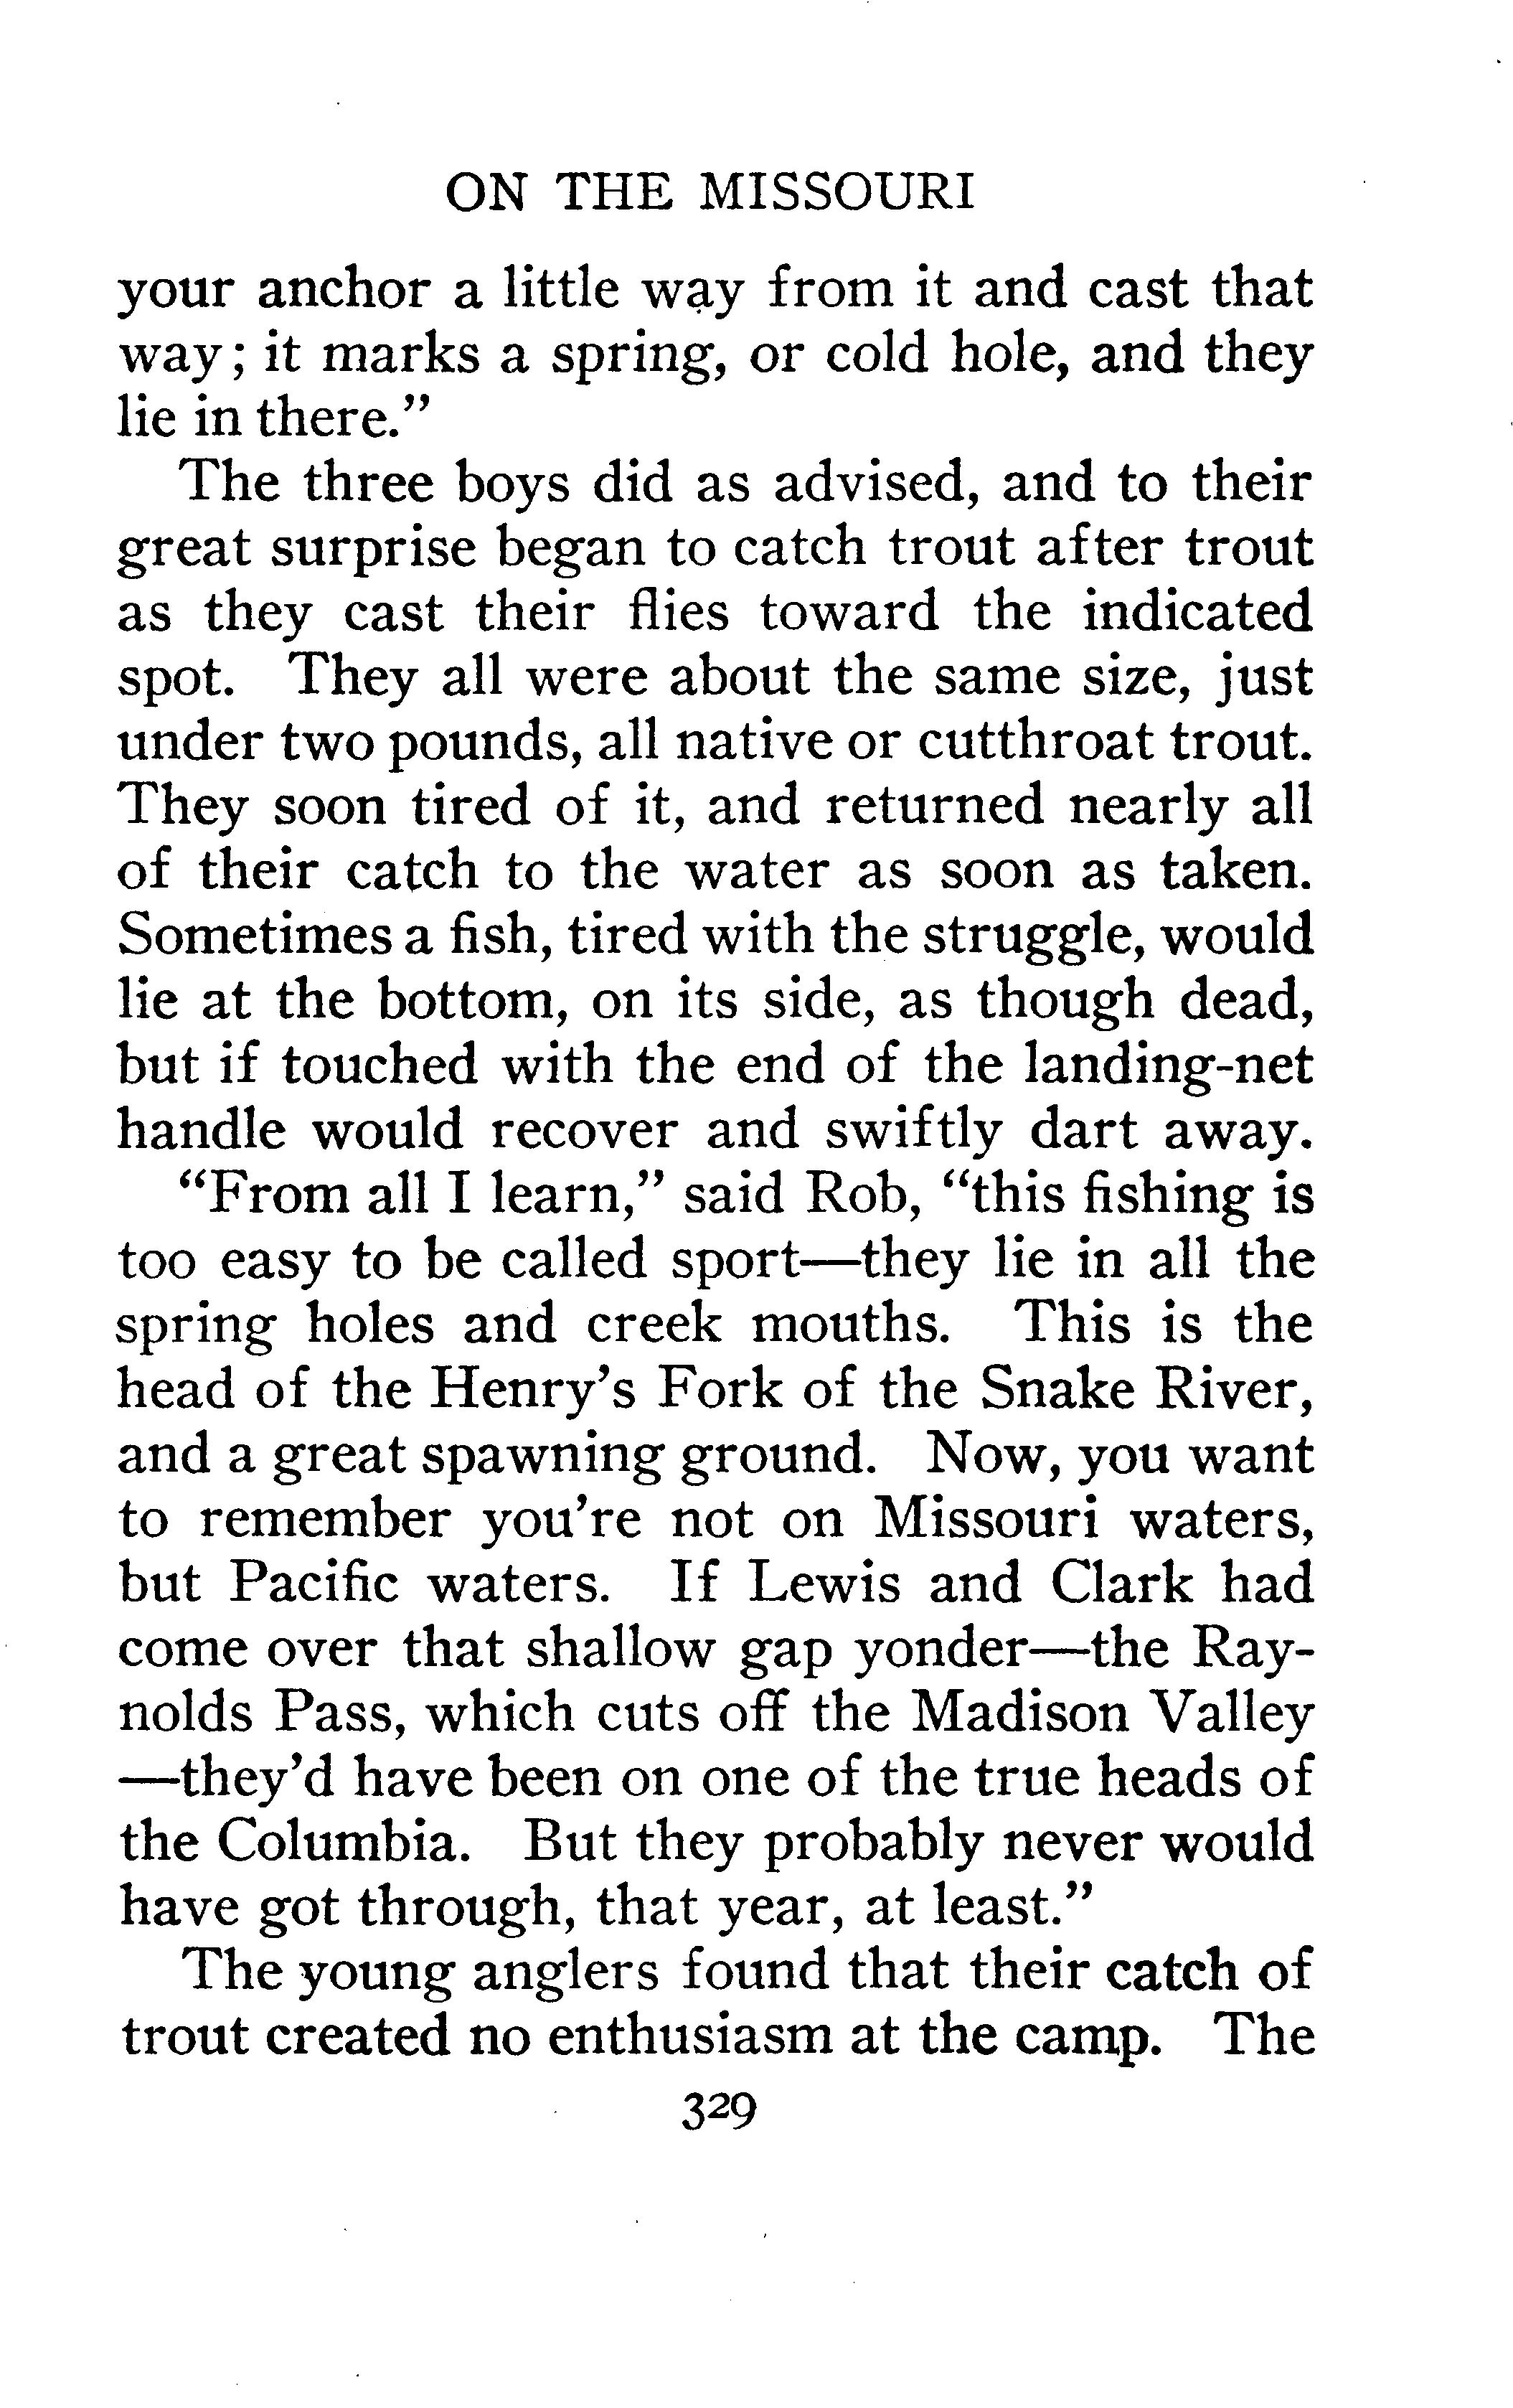 ON THE MISSOURI
your anchor a little way from it and cast that
way; it marks a spring, or cold hole, and they
lie in there.”
The three boys did as advised, and to their
great surprise began to catch trout after trout
as they cast their flies toward the indicated
spot. They all were about the same size, just
under two pounds, all native or cutthroat trout.
They soon tired of it, and returned nearly all
of their catch to the water as soon as taken.
Sometimes a fish, tired with the struggle, would
lie at the bottom, on its side, as though dead,
but if touched with the end of the landing-net
handle would recover and swiftly dart away.
“From all I learn,” said Rob, “this fishing is
too easy to be called sport—they lie in all the
spring holes and creek mouths. This is the
head of the Henry’s Fork of the Snake River,
and a great spawning ground. Now, you want
to remember you’re not on Missouri waters,
but Pacific waters. If Lewis and Clark had
come over that shallow gap yonder—the Ray-
nolds Pass, which cuts off the Madison Valley
—they’d have been on one of the true heads of
the Columbia. But they probably never would
have got through, that year, at least.”
The young anglers found that their catch of
trout created no enthusiasm at the camp. The
329